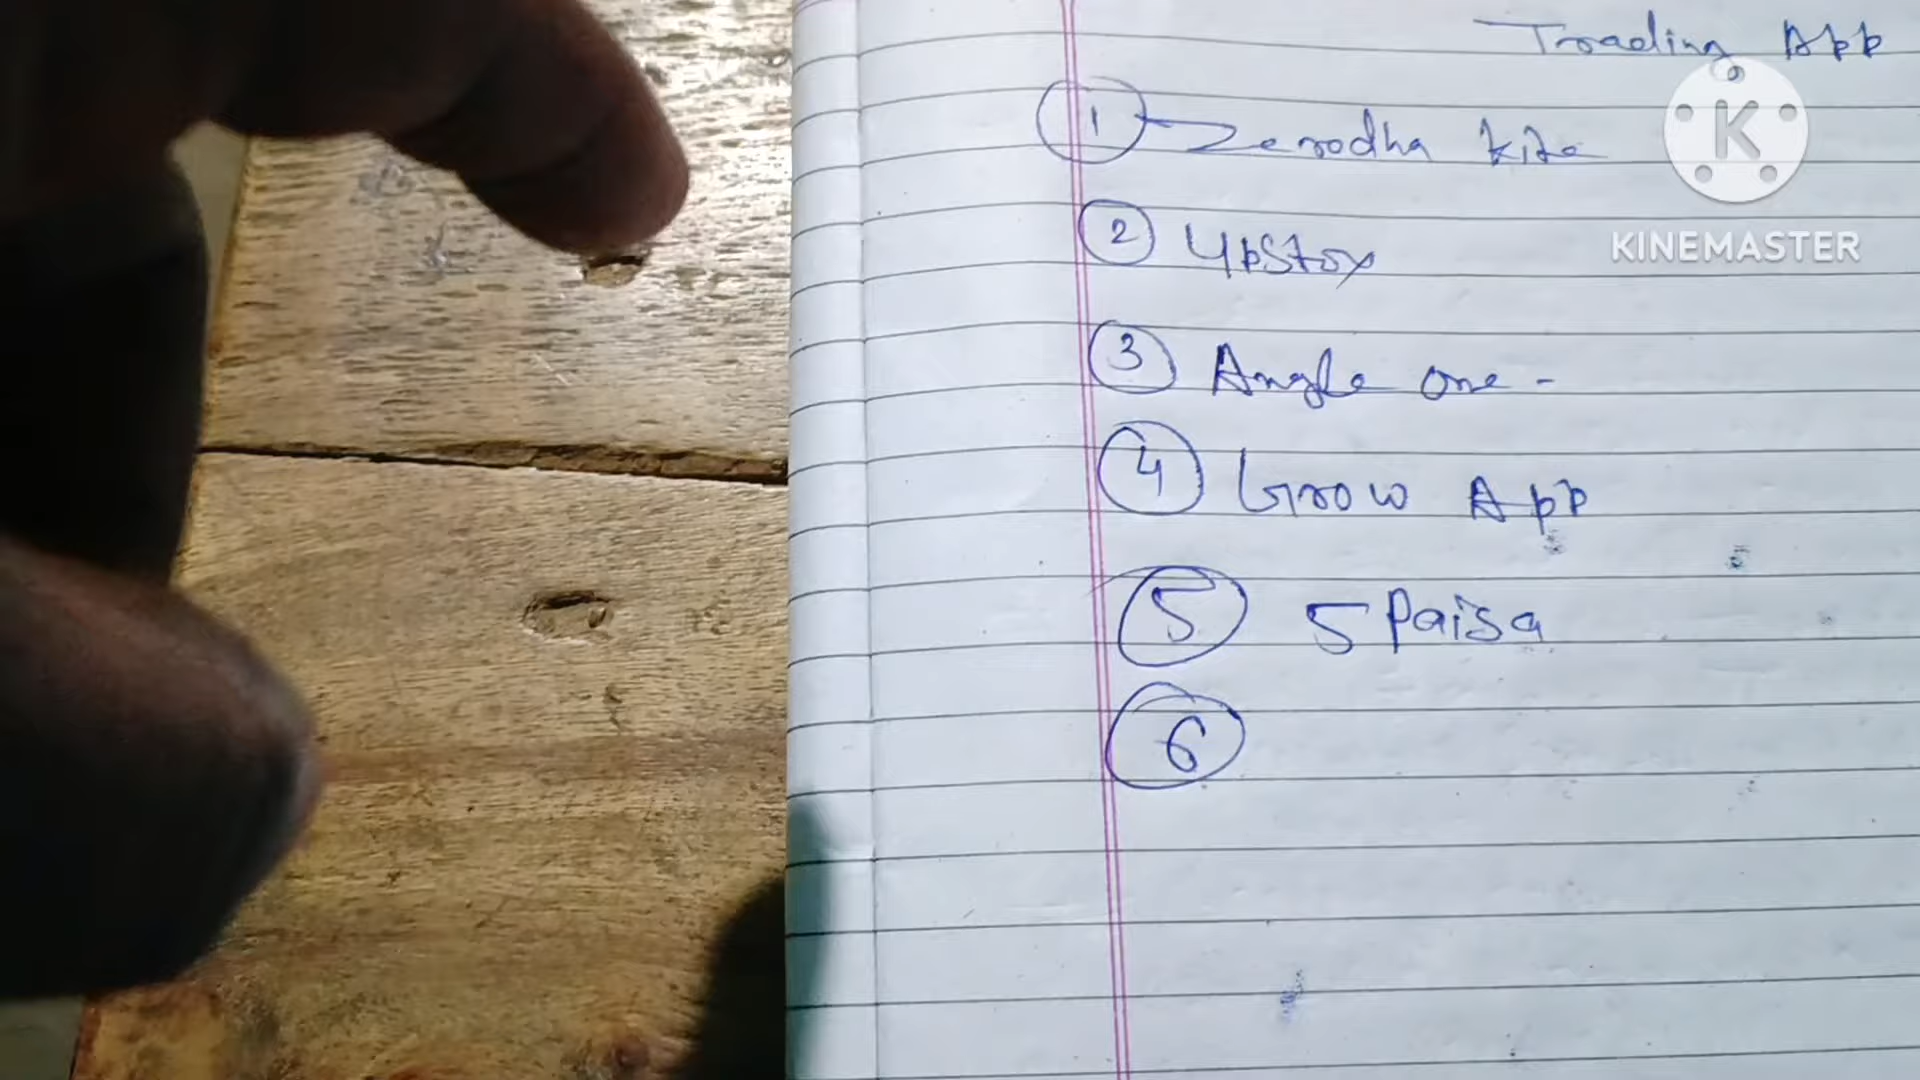 Trading App
1 Zerodha kite
2 Upstox
3 Angle one -
4 Grow App
5 5 Paisa
6
KINEMASTER